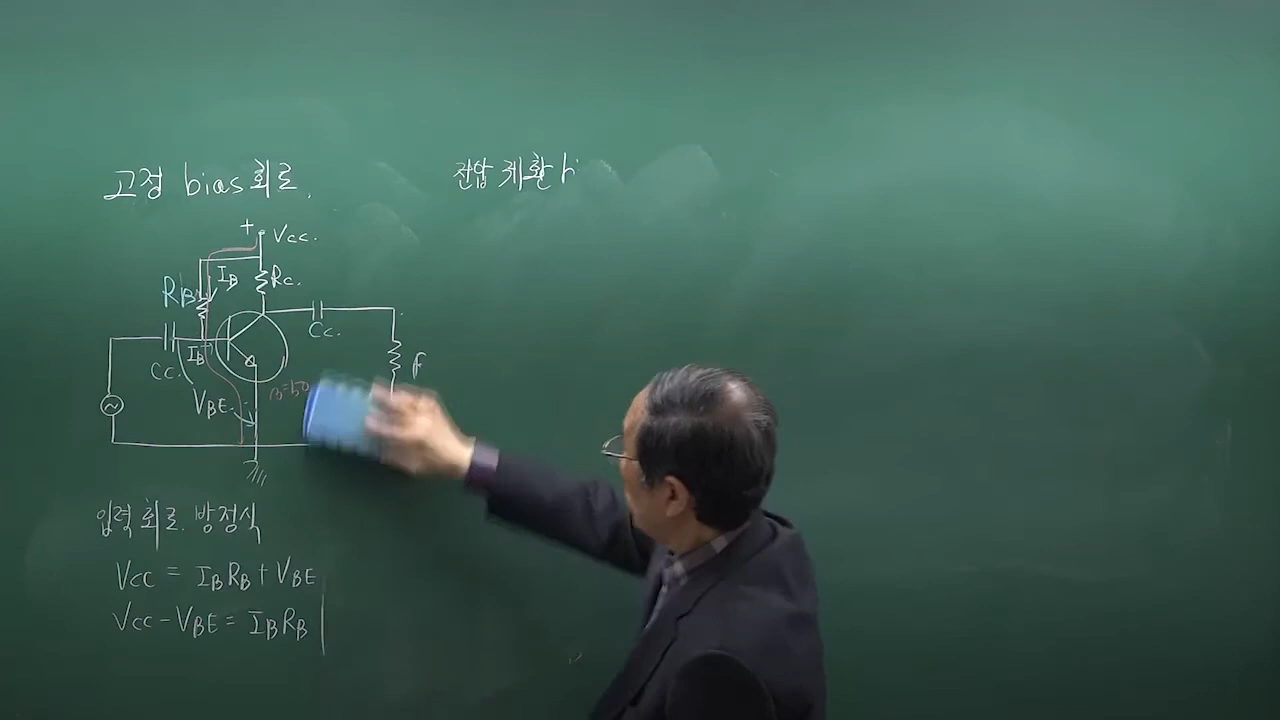 고정 bias회로.
전압 궤환 b
+ Vcc.
IB
Rc.
RB
Cc.
IB
Cc.
VBE
β=50
입력 회로 방정식
Vcc = IBRB + VBE
Vcc - VBE = IBRB